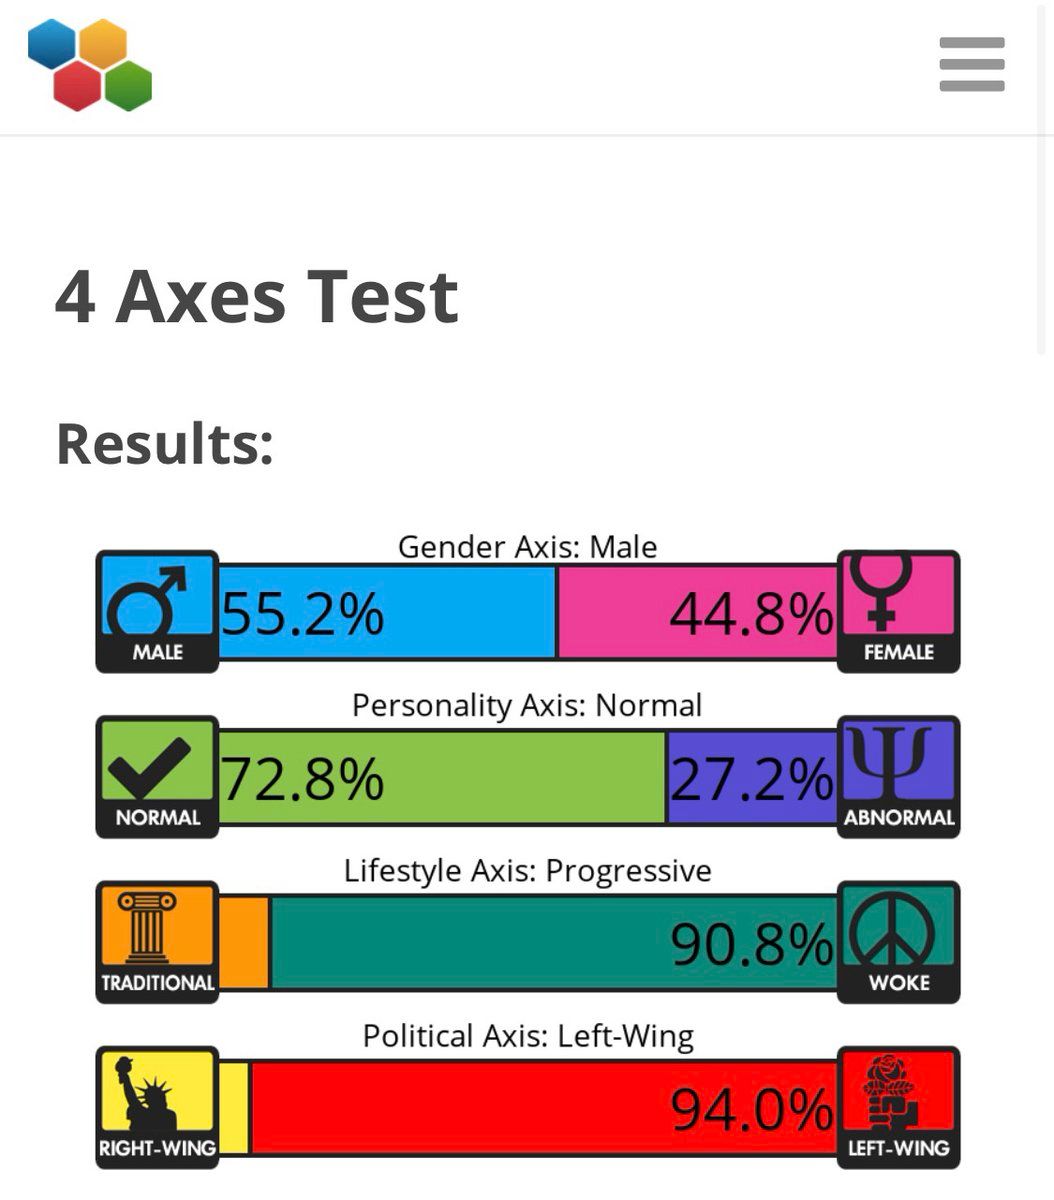 4 Axes Test
Results:
Gender Axis: Male
55.2% 44.8%
MALE FEMALE
Personality Axis: Normal
72.8% 27.2%
NORMAL ABNORMAL
Lifestyle Axis: Progressive
90.8%
TRADITIONAL WOKE
Political Axis: Left-Wing
94.0%
RIGHT-WING LEFT-WING